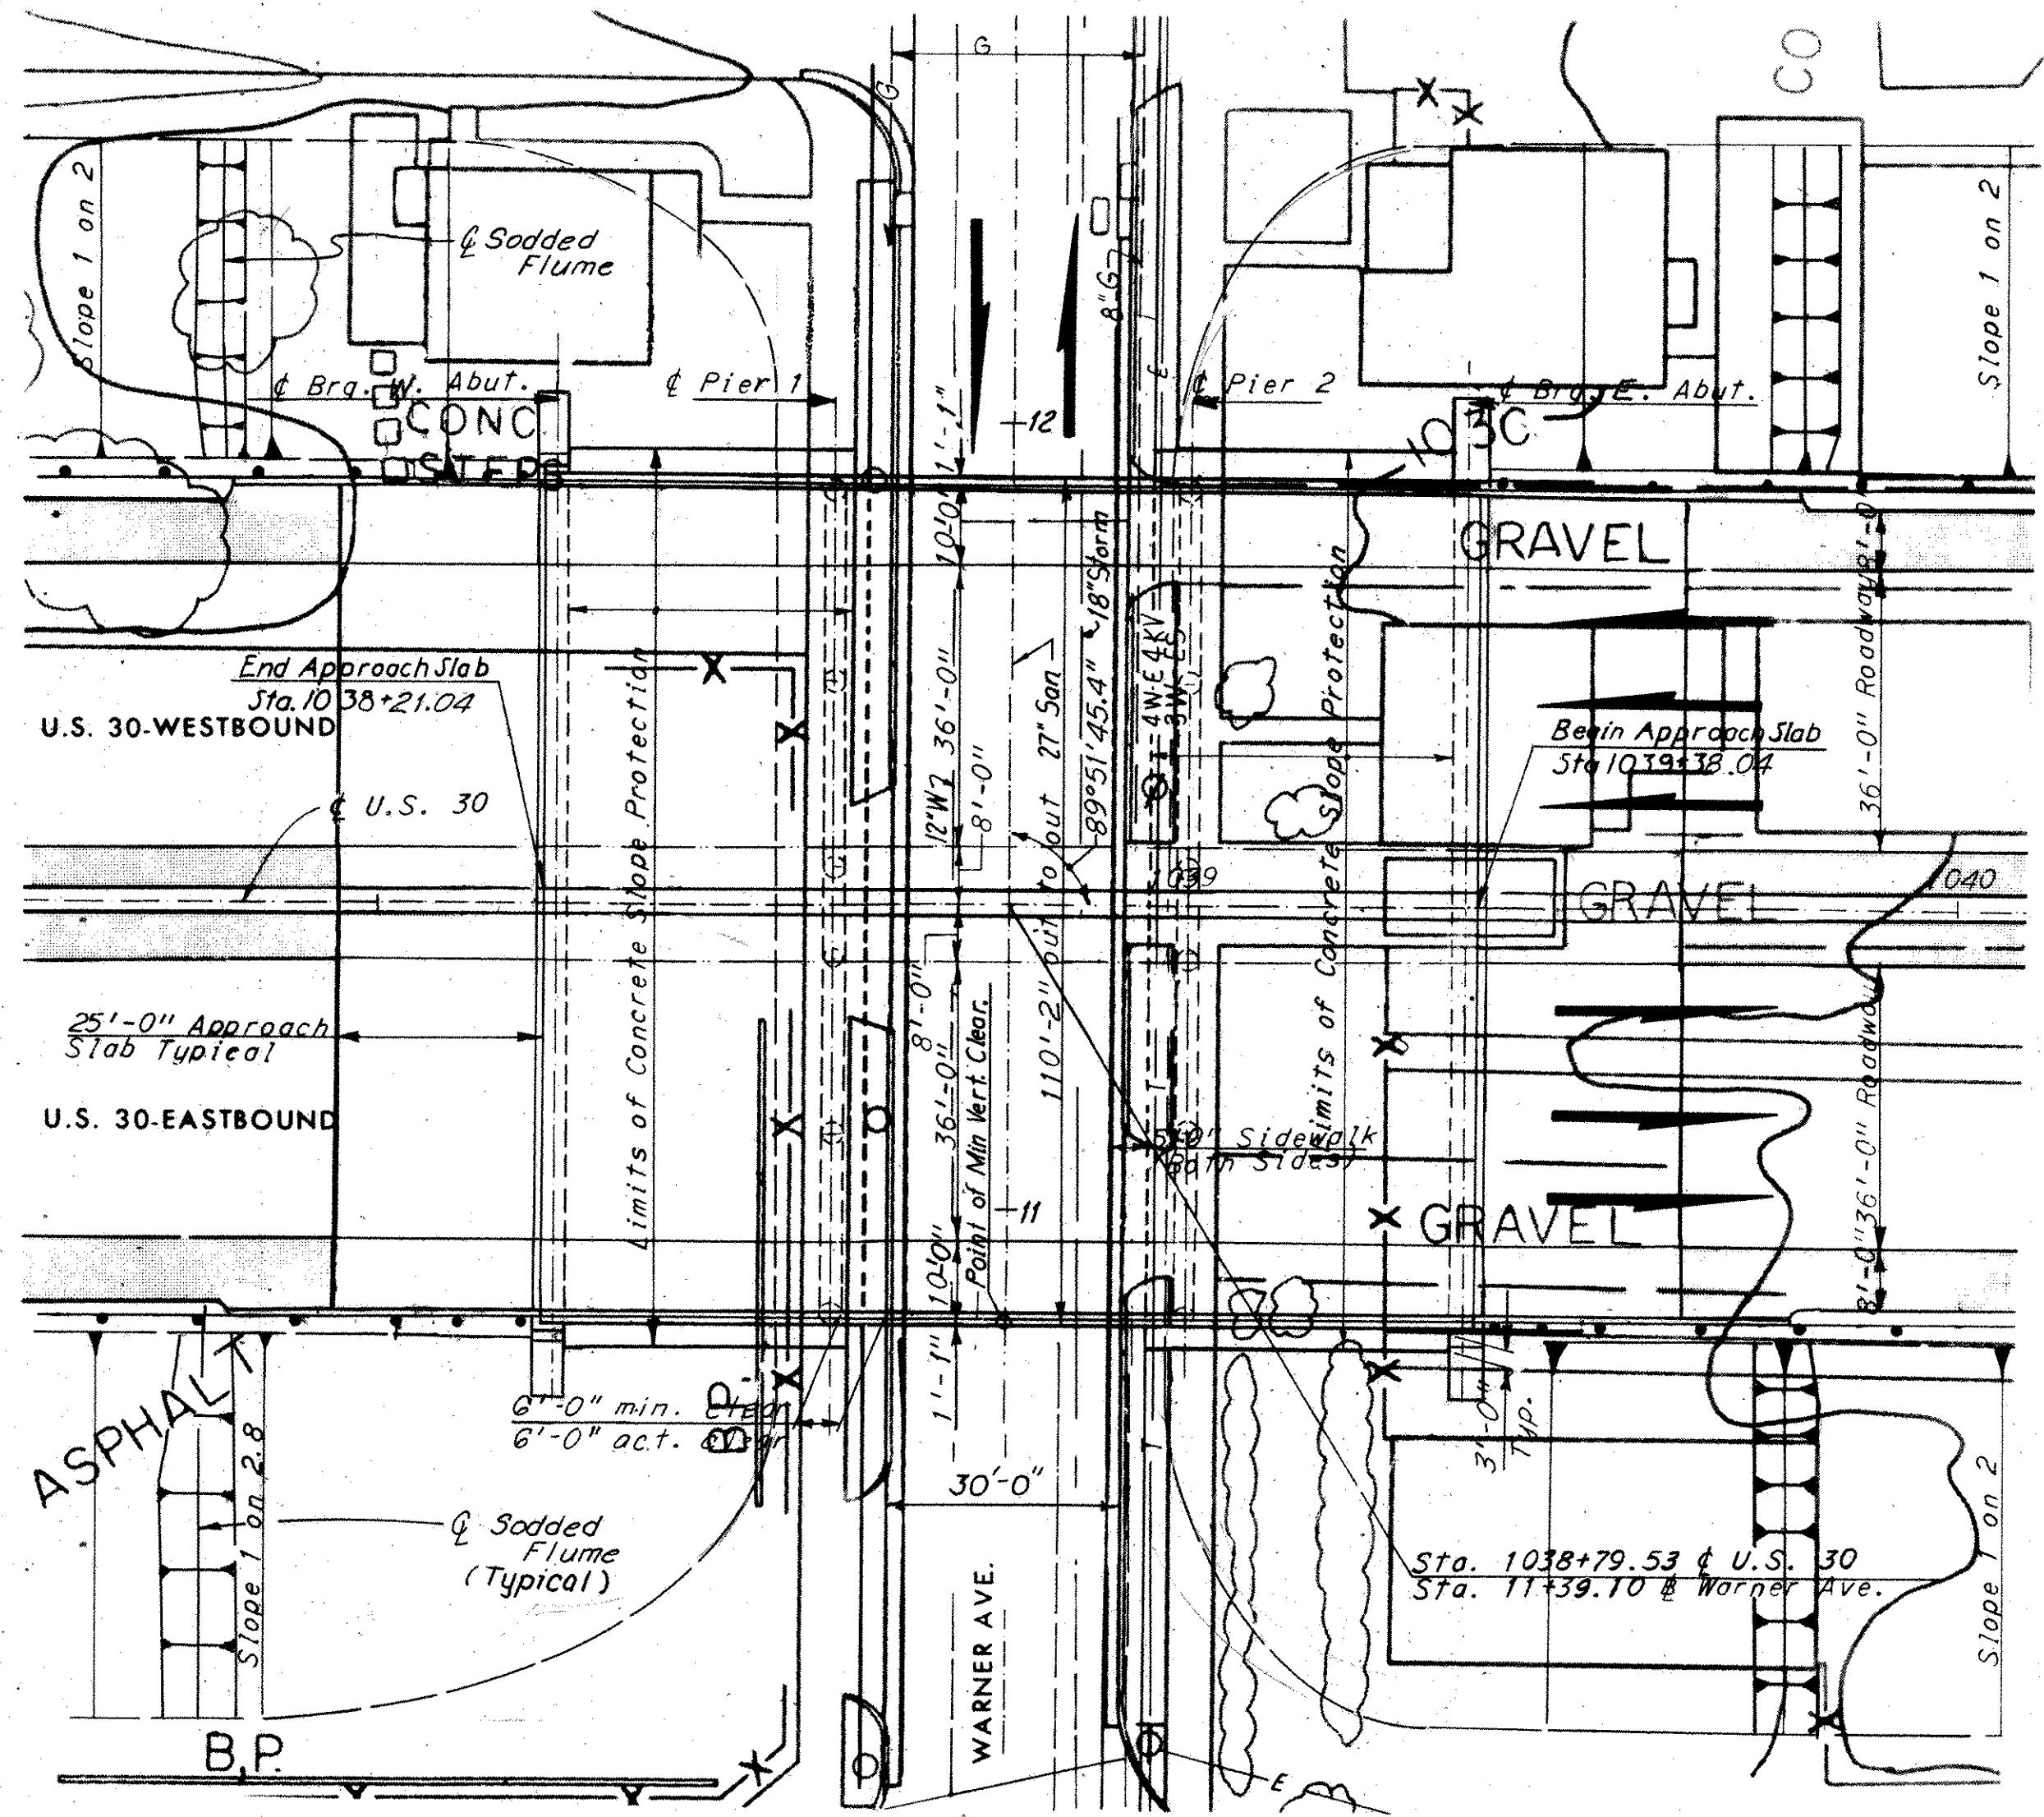 G
CO
G
Slope 1 on 2
℄ Sodded
Flume
8"G
Slope 1 on 2
℄ Brg. W. Abut.
℄ Pier 1
1'-1"
12
℄ Pier 2
℄ Brg. E. Abut.
CONC
STEPS
103C
10'-0"
18" Storm
GRAVEL
8'-0"
End Approach Slab
Sta. 1038+21.04
U.S. 30-WESTBOUND
Limits of Concrete Slope Protection
36'-0"
12"W
8'-0"
27" San
89°51'45.4"
4W-E 4KV
Limits of Concrete Slope Protection
Begin Approach Slab
Sta 1039+38.04
36'-0" Roadway
℄ U.S. 30
1039
GRAVEL
1040
25'-0" Approach
Slab Typical
U.S. 30-EASTBOUND
8'-0"
36'-0"
110'-2" out to out
Point of Min Vert. Clear.
T
5'-0" Sidewalk
(Both Sides)
36'-0" Roadway
11
GRAVEL
10'-0"
8'-0"
ASPHALT
Slope 1 on 2.8
B.P.
6'-0" min. Clear
6'-0" act. Clear
1'-1"
T
3'-0"
Typ.
30'-0"
Slope 1 on 2
℄ Sodded
Flume
(Typical)
WARNER AVE.
Sta. 1038+79.53 ℄ U.S. 30
Sta. 11+39.10 ℄ Warner Ave.
B.P.
E